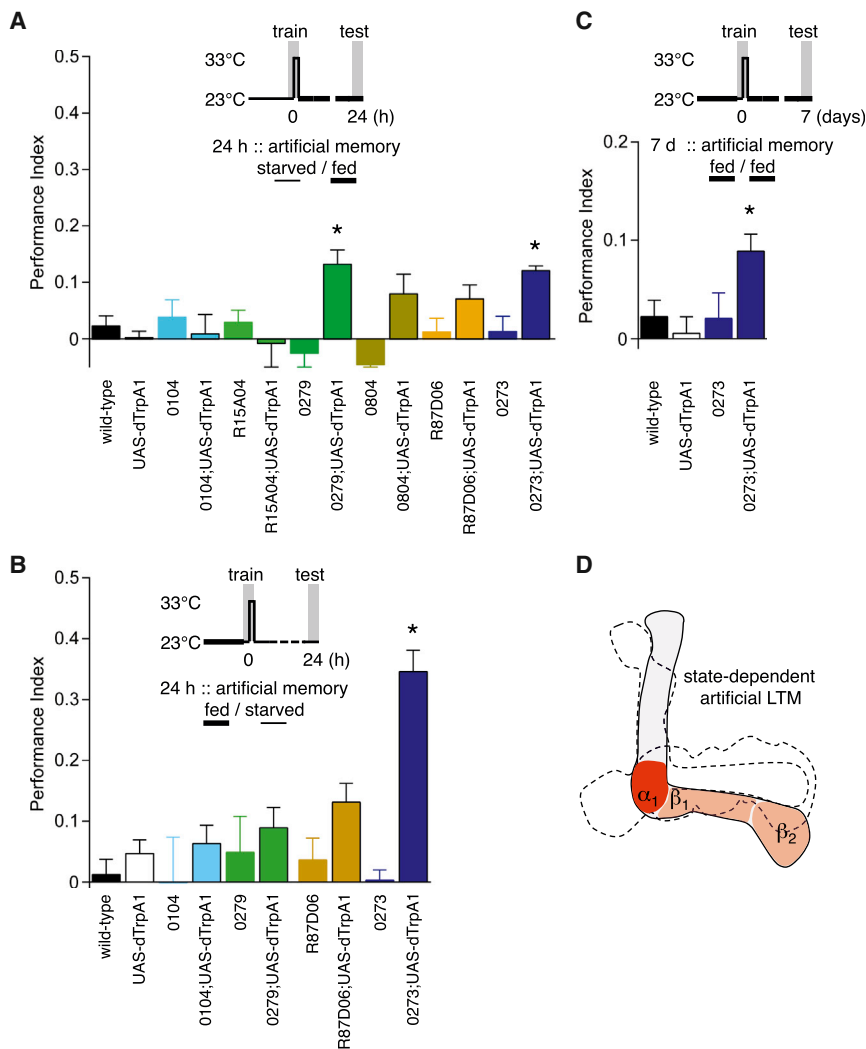 A
train
test
33°C
23°C
0
24 (h)
24 h :: artificial memory
starved / fed
Performance Index
0.5
0.4
0.3
0.2
0.1
0
*
*
wild-type
UAS-dTrpA1
0104
0104;UAS-dTrpA1
R15A04
R15A04;UAS-dTrpA1
0279
0279;UAS-dTrpA1
0804
0804;UAS-dTrpA1
R87D06
R87D06;UAS-dTrpA1
0273
0273;UAS-dTrpA1
C
train
test
33°C
23°C
0
7 (days)
7 d :: artificial memory
fed / fed
Performance Index
0.2
0.1
0
*
wild-type
UAS-dTrpA1
0273
0273;UAS-dTrpA1
B
train
test
33°C
23°C
0
24 (h)
24 h :: artificial memory
fed / starved
Performance Index
0.5
0.4
0.3
0.2
0.1
0
*
wild-type
UAS-dTrpA1
0104
0104;UAS-dTrpA1
0279
0279;UAS-dTrpA1
R87D06
R87D06;UAS-dTrpA1
0273
0273;UAS-dTrpA1
D
state-dependent
artificial LTM
α1
β1
β2